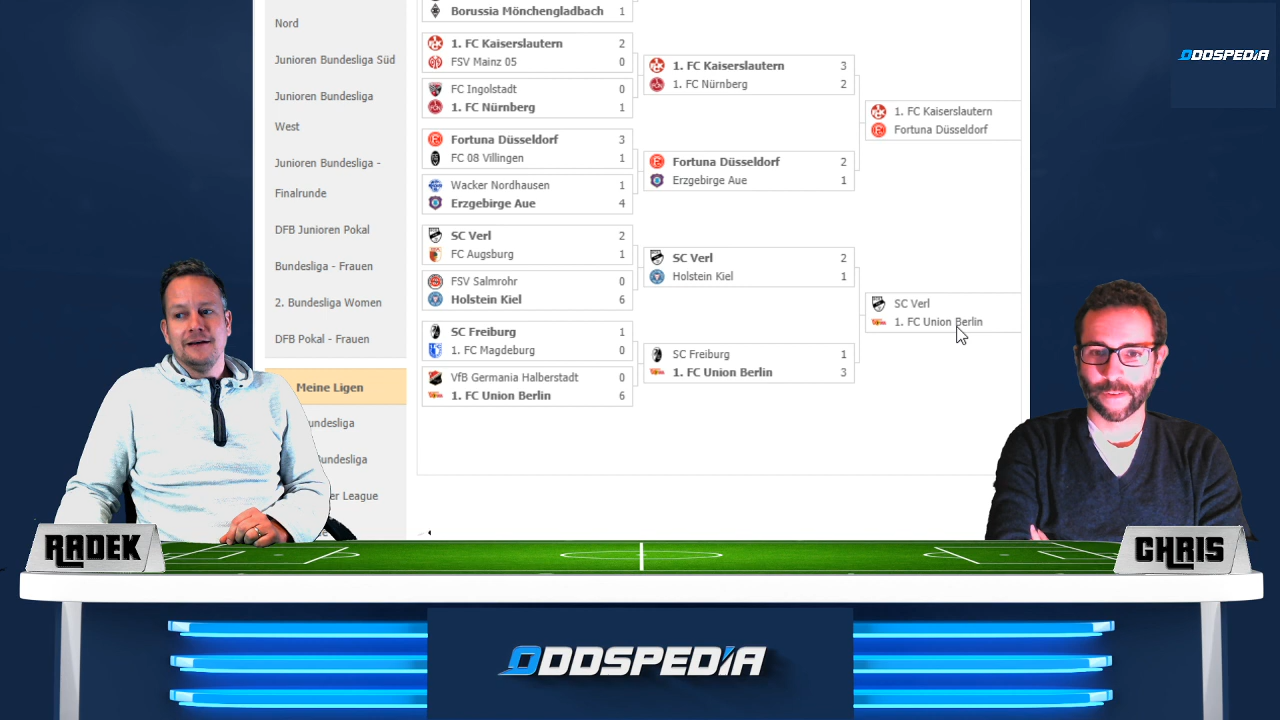 Nord
Junioren Bundesliga Süd
Junioren Bundesliga
West
Junioren Bundesliga -
Finalrunde
DFB Junioren Pokal
Bundesliga - Frauen
2. Bundesliga Women
DFB Pokal - Frauen
Meine Ligen
undesliga
undesliga
er League
Borussia Mönchengladbach 1
1. FC Kaiserslautern 2
FSV Mainz 05 0
FC Ingolstadt 0
1. FC Nürnberg 1
Fortuna Düsseldorf 3
FC 08 Villingen 1
Wacker Nordhausen 1
Erzgebirge Aue 4
SC Verl 2
FC Augsburg 1
FSV Salmrohr 0
Holstein Kiel 6
SC Freiburg 1
1. FC Magdeburg 0
VfB Germania Halberstadt 0
1. FC Union Berlin 6
1. FC Kaiserslautern 3
1. FC Nürnberg 2
Fortuna Düsseldorf 2
Erzgebirge Aue 1
SC Verl 2
Holstein Kiel 1
SC Freiburg 1
1. FC Union Berlin 3
1. FC Kaiserslautern
Fortuna Düsseldorf
SC Verl
1. FC Union Berlin
ODDSPEDIA
RADEK
CHRIS
ODDSPEDIA